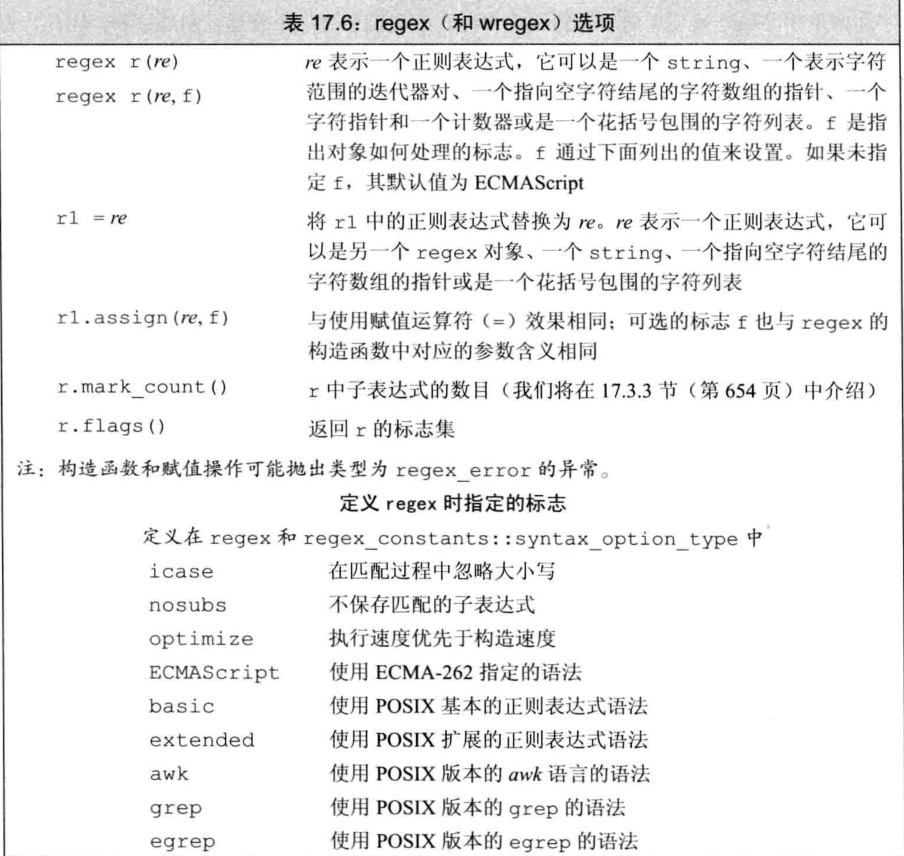 表 17.6：regex（和 wregex）选项
regex r(re)
regex r(re, f)
re 表示一个正则表达式，它可以是一个 string、一个表示字符
范围的迭代器对、一个指向空字符结尾的字符数组的指针、一个
字符指针和一个计数器或是一个花括号包围的字符列表。f 是指
出对象如何处理的标志。f 通过下面列出的值来设置。如果未指
定 f，其默认值为 ECMAScript
r1 = re
将 r1 中的正则表达式替换为 re。re 表示一个正则表达式，它可
以是另一个 regex 对象、一个 string、一个指向空字符结尾的
字符数组的指针或是一个花括号包围的字符列表
r1.assign(re, f)
与使用赋值运算符（=）效果相同；可选的标志 f 也与 regex 的
构造函数中对应的参数含义相同
r.mark_count()
r 中子表达式的数目（我们将在 17.3.3 节（第 654 页）中介绍）
r.flags()
返回 r 的标志集
注：构造函数和赋值操作可能抛出类型为 regex_error 的异常。
定义 regex 时指定的标志
定义在 regex 和 regex_constants::syntax_option_type 中
icase 在匹配过程中忽略大小写
nosubs 不保存匹配的子表达式
optimize 执行速度优先于构造速度
ECMAScript 使用 ECMA-262 指定的语法
basic 使用 POSIX 基本的正则表达式语法
extended 使用 POSIX 扩展的正则表达式语法
awk 使用 POSIX 版本的 awk 语言的语法
grep 使用 POSIX 版本的 grep 的语法
egrep 使用 POSIX 版本的 egrep 的语法